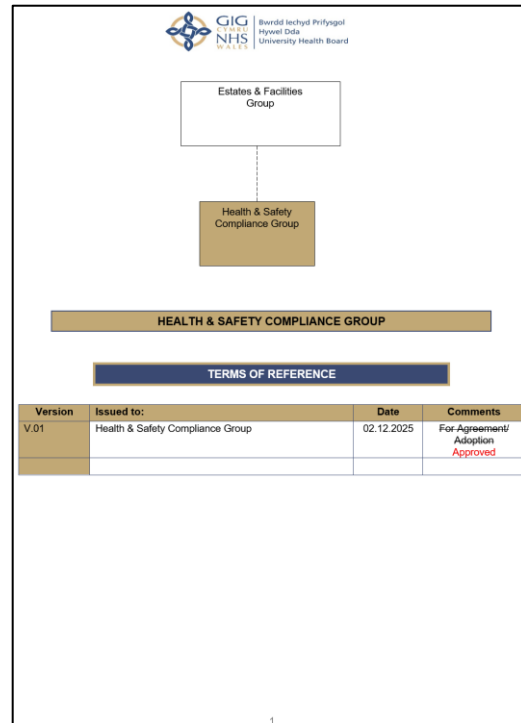 GIG
CYMRU
NHS
WALES
Bwrdd Iechyd Prifysgol
Hywel Dda
University Health Board
Estates & Facilities
Group
Health & Safety
Compliance Group
HEALTH & SAFETY COMPLIANCE GROUP
TERMS OF REFERENCE
Version Issued to: Date Comments
V.01 Health & Safety Compliance Group 02.12.2025 For Agreement/
Adoption
Approved
1